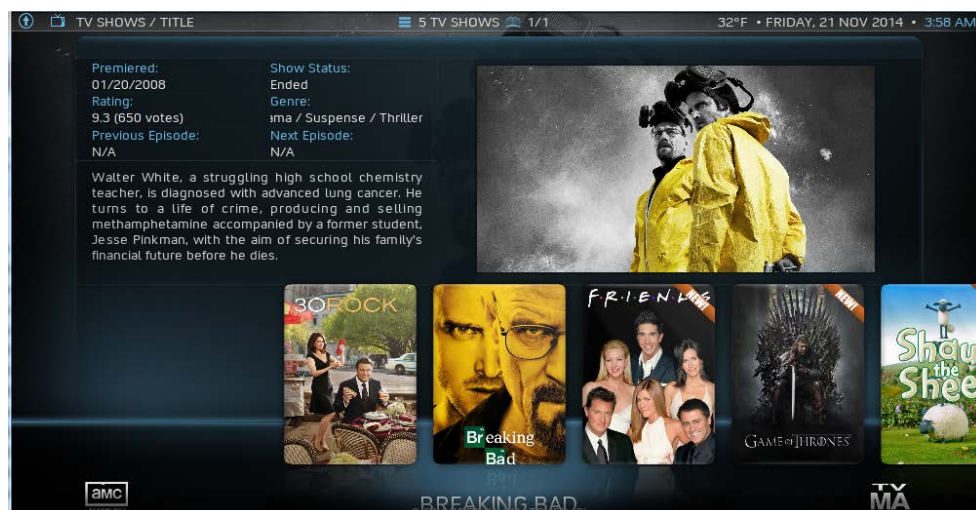 TV SHOWS / TITLE
5 TV SHOWS 1/1
32°F • FRIDAY, 21 NOV 2014 • 3:58 AM
Premiered:
01/20/2008
Show Status:
Ended
Rating:
9.3 (650 votes)
Genre:
ama / Suspense / Thriller
Previous Episode:
N/A
Next Episode:
N/A
Walter White, a struggling high school chemistry
teacher, is diagnosed with advanced lung cancer. He
turns to a life of crime, producing and selling
methamphetamine accompanied by a former student,
Jesse Pinkman, with the aim of securing his family's
financial future before he dies.
30 ROCK
Breaking
Bad
F·R·I·E·N·D·S
NEW!
GAME OF THRONES
NEW!
Shaun
the
Sheep
amc
BREAKING BAD
TV
MA